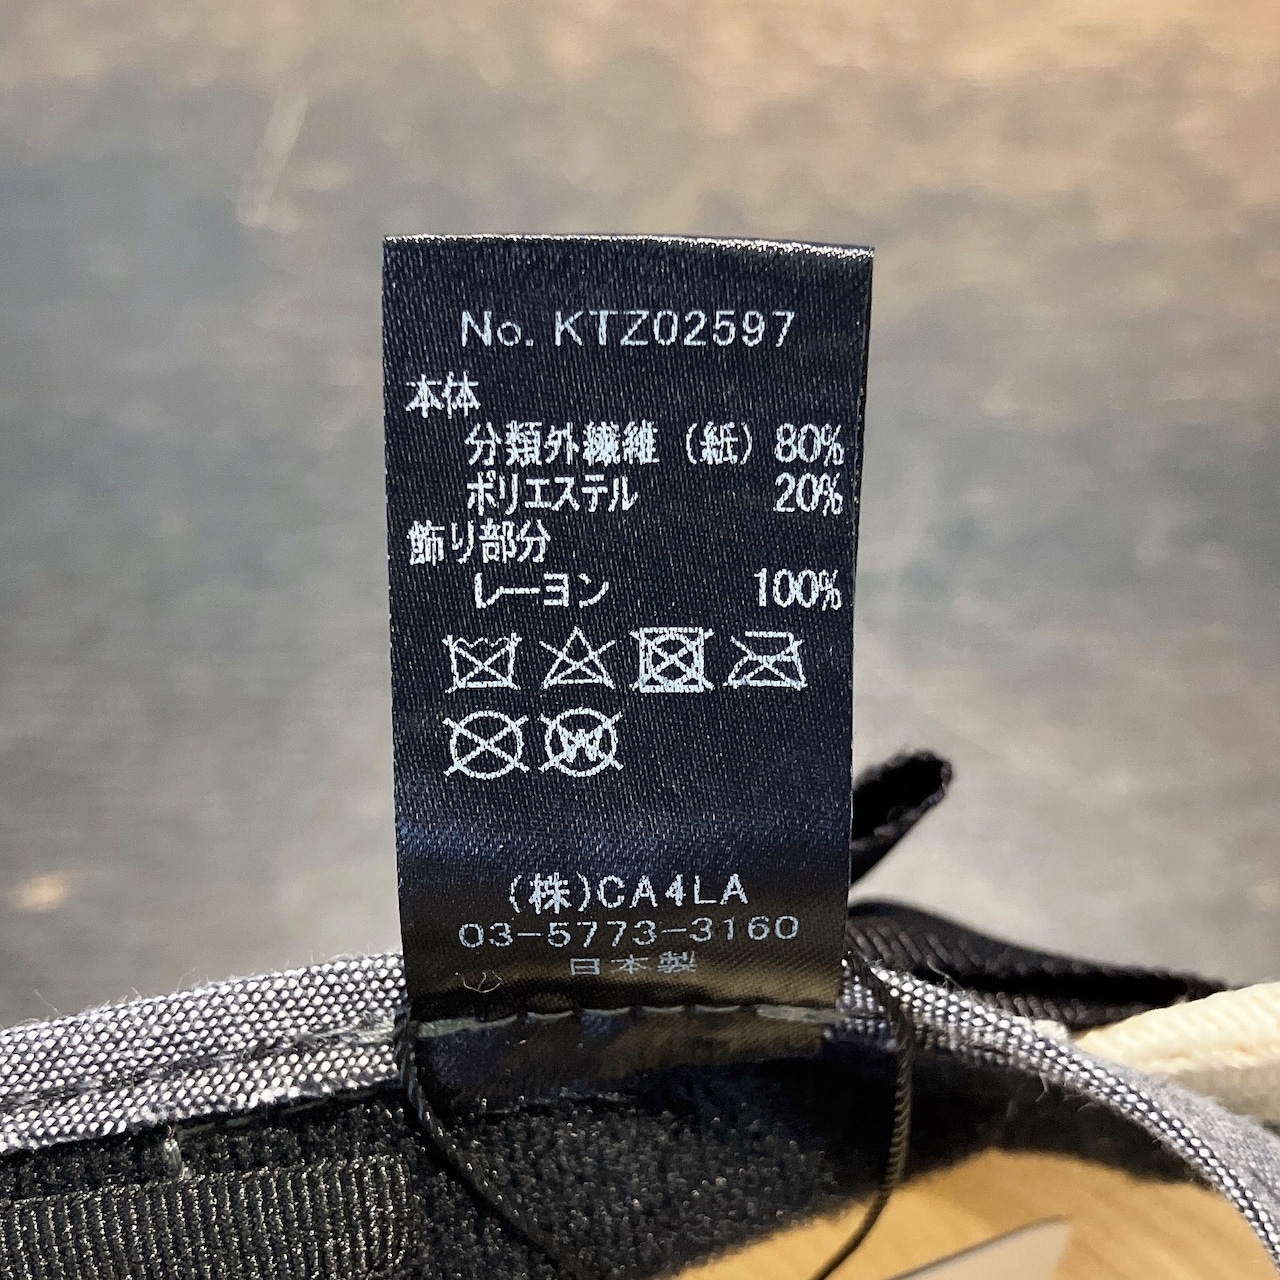 No. KTZ02597
本体
分類外繊維（紙）80%
ポリエステル 20%
飾り部分
レーヨン 100%
W
(株)CA4LA
03-5773-3160
日本製